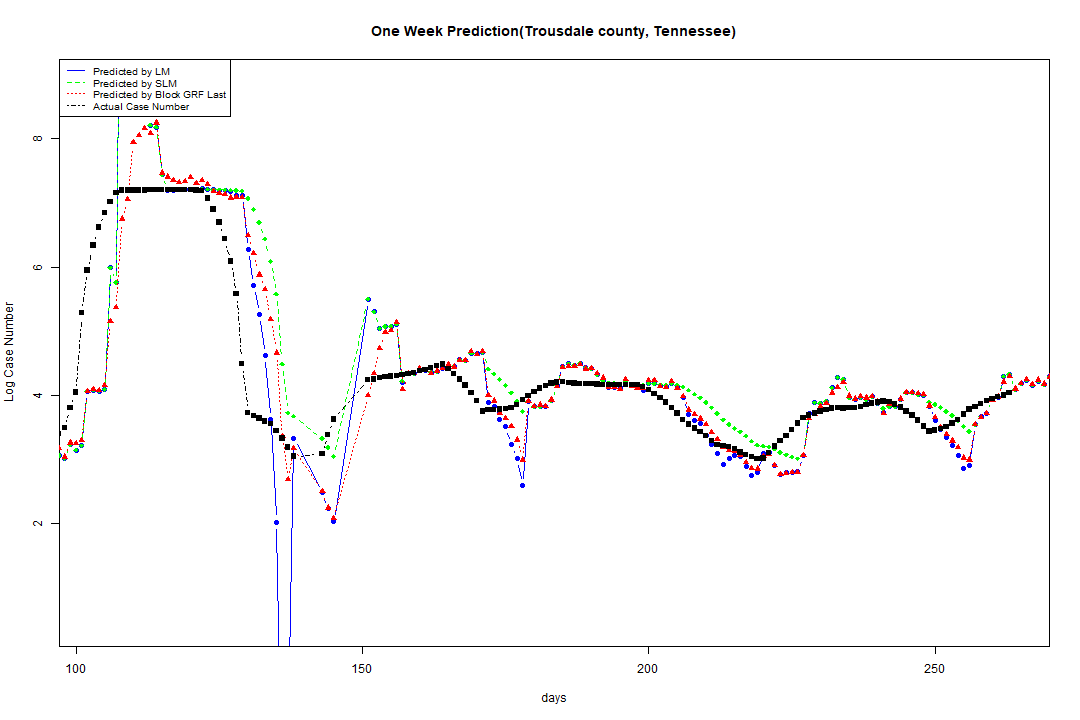 One Week Prediction(Trousdale county, Tennessee)
Predicted by LM
Predicted by SLM
Predicted by Block GRF Last
Actual Case Number
8
6
4
2
Log Case Number
100 150 200 250
days